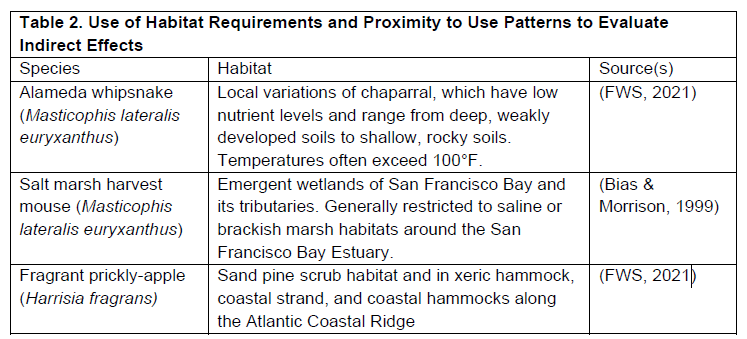 Table 2. Use of Habitat Requirements and Proximity to Use Patterns to Evaluate
Indirect Effects
Species Habitat Source(s)
Alameda whipsnake Local variations of chaparral, which have low (FWS, 2021)
(Masticophis lateralis nutrient levels and range from deep, weakly
euryxanthus) developed soils to shallow, rocky soils.
Temperatures often exceed 100°F.
Salt marsh harvest Emergent wetlands of San Francisco Bay and (Bias &
mouse (Masticophis its tributaries. Generally restricted to saline or Morrison, 1999)
lateralis euryxanthus) brackish marsh habitats around the San
Francisco Bay Estuary.
Fragrant prickly-apple Sand pine scrub habitat and in xeric hammock, (FWS, 2021)
(Harrisia fragrans) coastal strand, and coastal hammocks along
the Atlantic Coastal Ridge